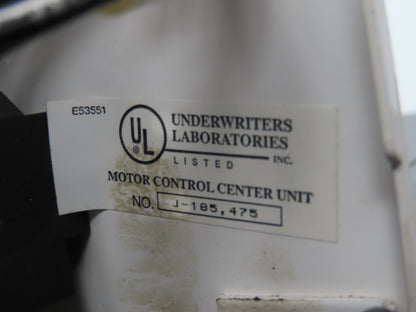 E53551
UL
®
UNDERWRITERS
LABORATORIES
INC.
LISTED
MOTOR CONTROL CENTER UNIT
NO. J-185,475